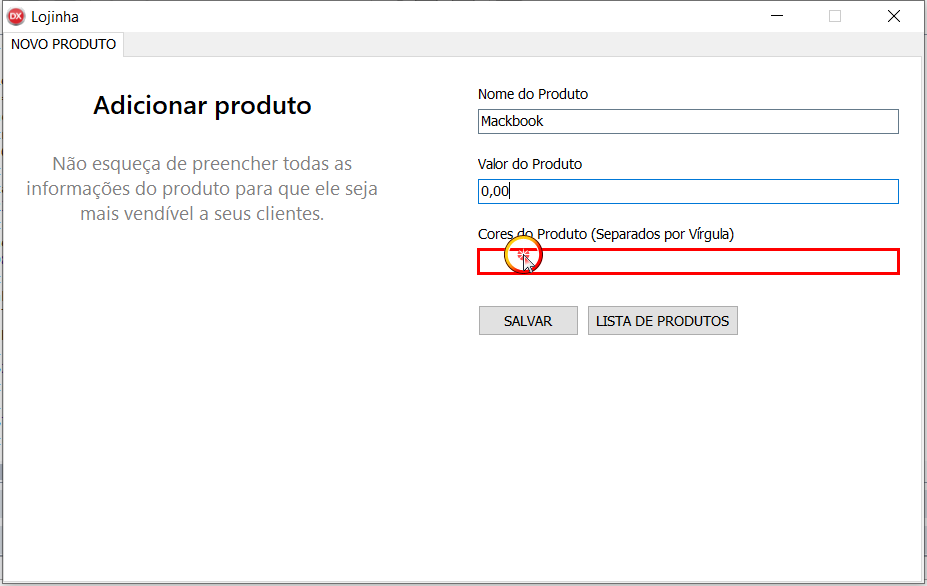 DX Lojinha
NOVO PRODUTO
Adicionar produto
Não esqueça de preencher todas as
informações do produto para que ele seja
mais vendível a seus clientes.
Nome do Produto
Mackbook
Valor do Produto
0,00
Cores do Produto (Separados por Vírgula)
SALVAR
LISTA DE PRODUTOS